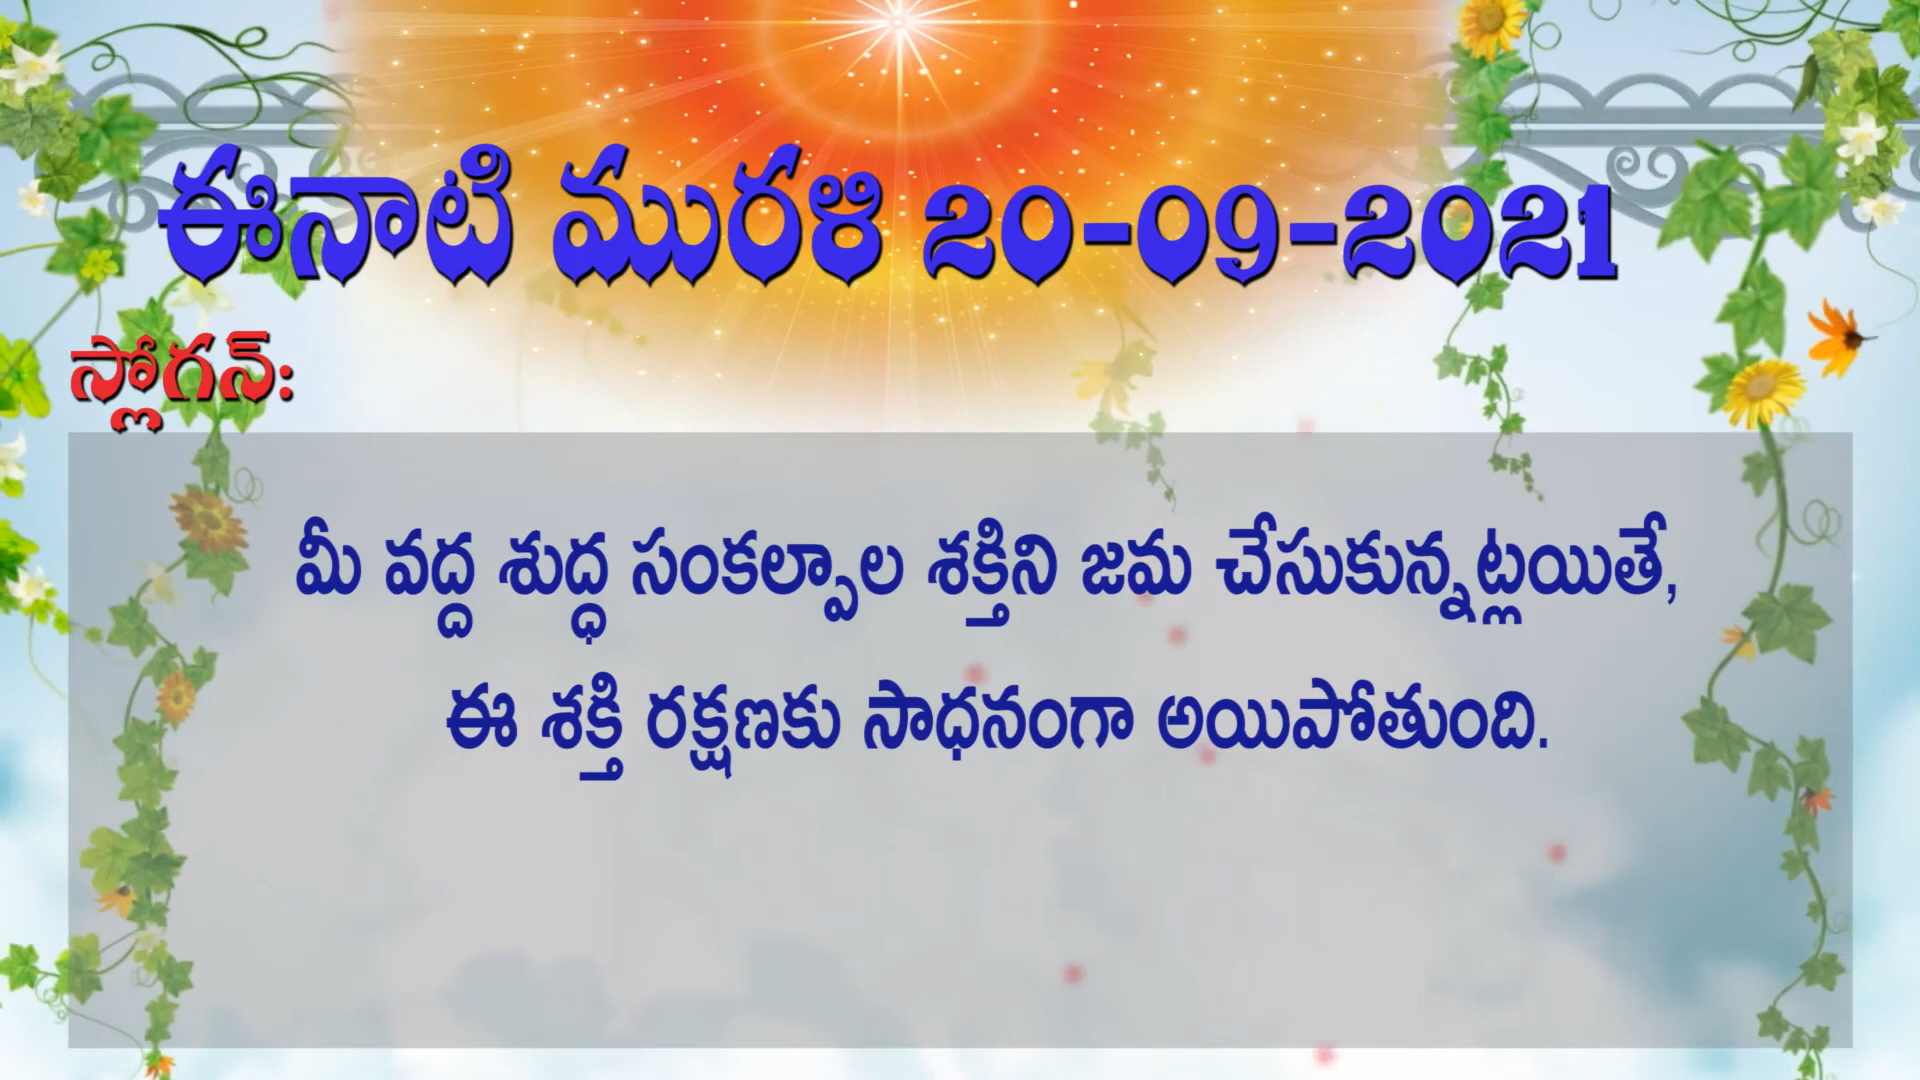 ఈనాటి మురళి 20-09-2021
స్లోగన్:
మీ వద్ద శుద్ధ సంకల్పాల శక్తిని జమ చేసుకున్నట్లయితే,
ఈ శక్తి రక్షణకు సాధనంగా అయిపోతుంది.